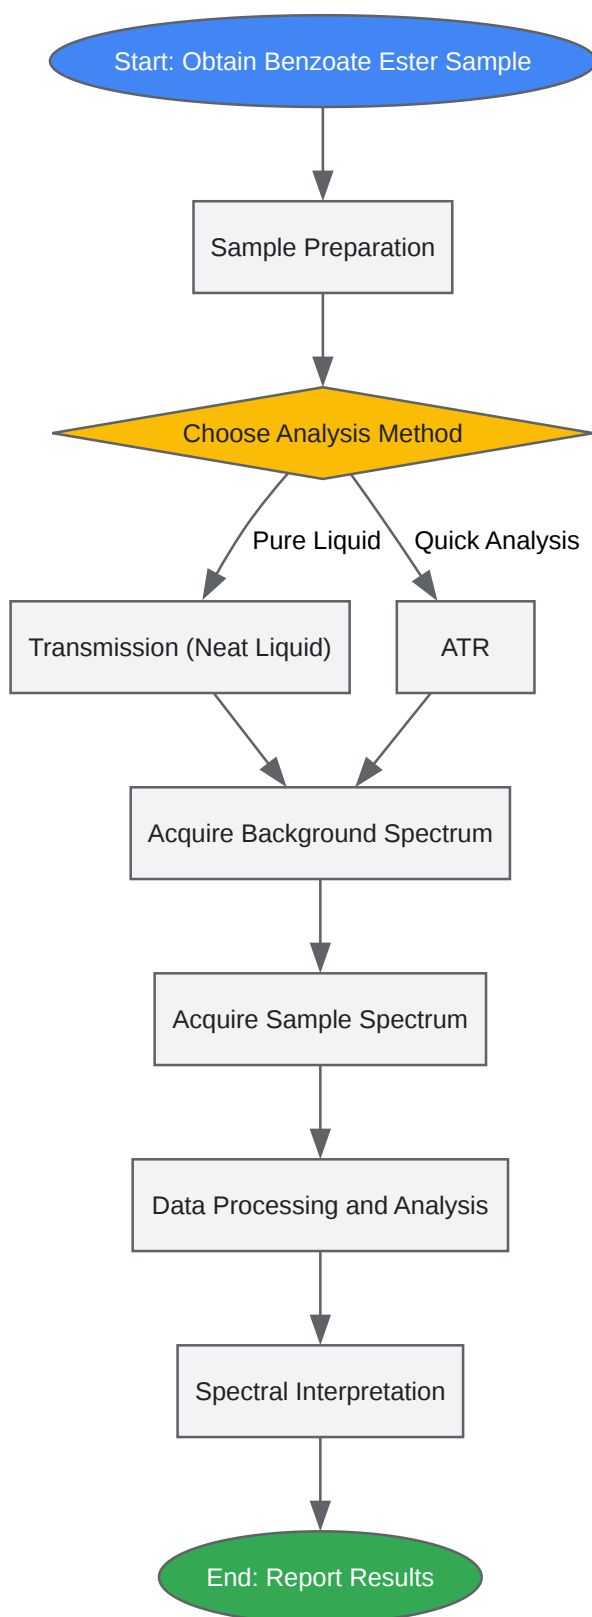 Start: Obtain Benzoate Ester Sample
Sample Preparation
Choose Analysis Method
Pure Liquid
Quick Analysis
Transmission (Neat Liquid)
ATR
Acquire Background Spectrum
Acquire Sample Spectrum
Data Processing and Analysis
Spectral Interpretation
End: Report Results